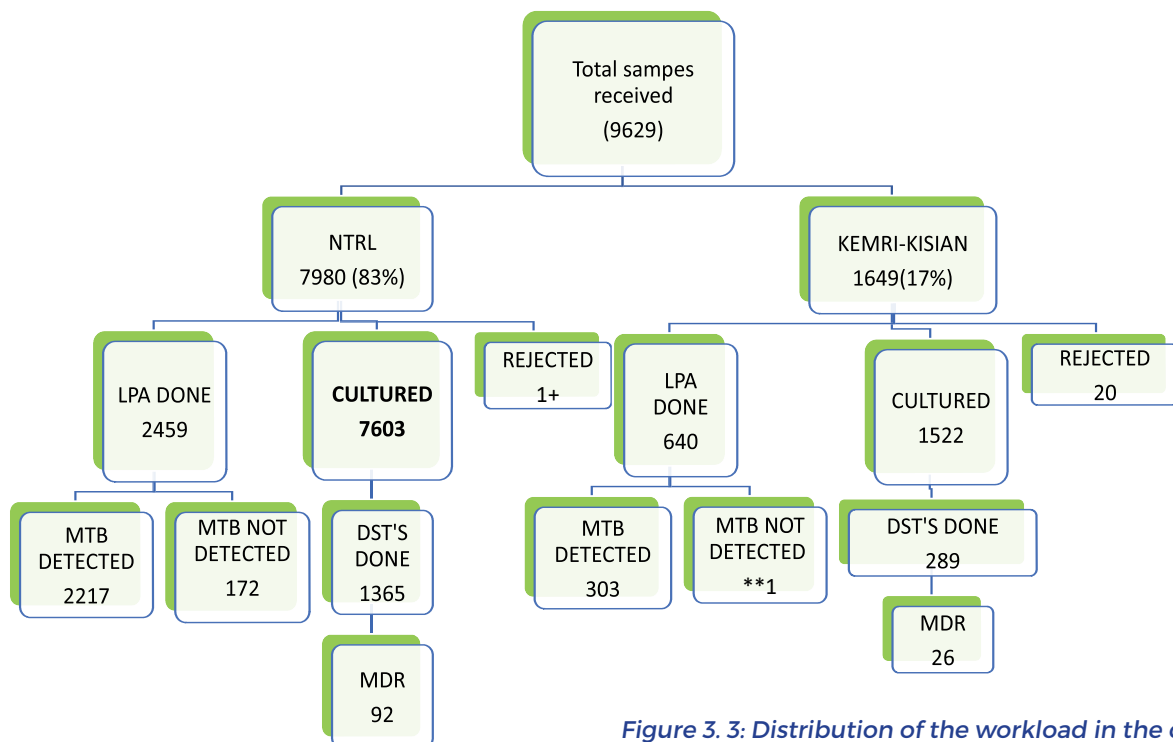 Total sampes
received
(9629)
NTRL
7980 (83%)
KEMRI-KISIAN
1649(17%)
LPA DONE
2459
CULTURED
7603
REJECTED
1+
LPA
DONE
640
CULTURED
1522
REJECTED
20
MTB
DETECTED
2217
MTB NOT
DETECTED
172
DST'S
DONE
1365
MTB
DETECTED
303
MTB NOT
DETECTED
**1
DST'S DONE
289
MDR
92
MDR
26
Figure 3. 3: Distribution of the workload in the